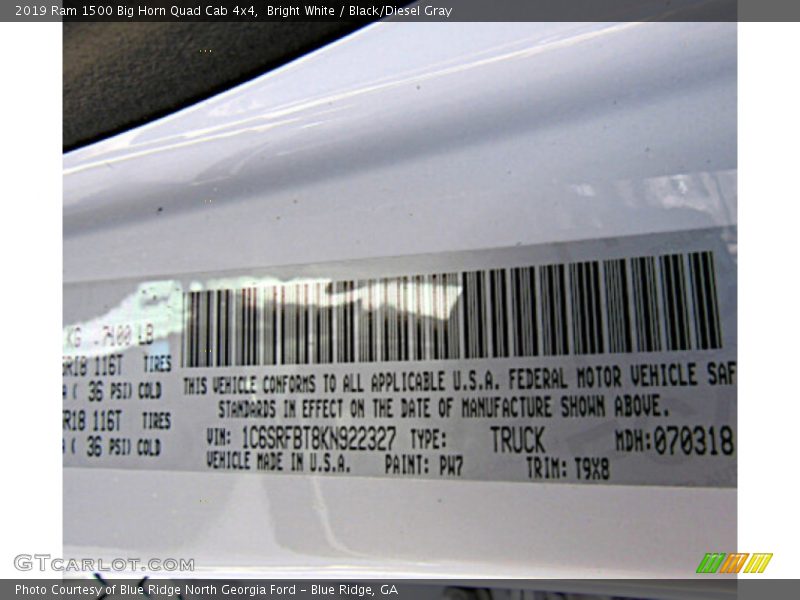 2019 Ram 1500 Big Horn Quad Cab 4x4, Bright White / Black/Diesel Gray
KG .7400 LB
R18 116T TIRES
( 36 PSI) COLD
R18 116T TIRES
( 36 PSI) COLD
THIS VEHICLE CONFORMS TO ALL APPLICABLE U.S.A. FEDERAL MOTOR VEHICLE SAF
STANDARDS IN EFFECT ON THE DATE OF MANUFACTURE SHOWN ABOVE.
VIN: 1C6SRFBT8KN922327 TYPE: TRUCK MDH:070318
VEHICLE MADE IN U.S.A. PAINT: PW7 TRIM: T9X8
GTCARLOT.COM
Photo Courtesy of Blue Ridge North Georgia Ford - Blue Ridge, GA